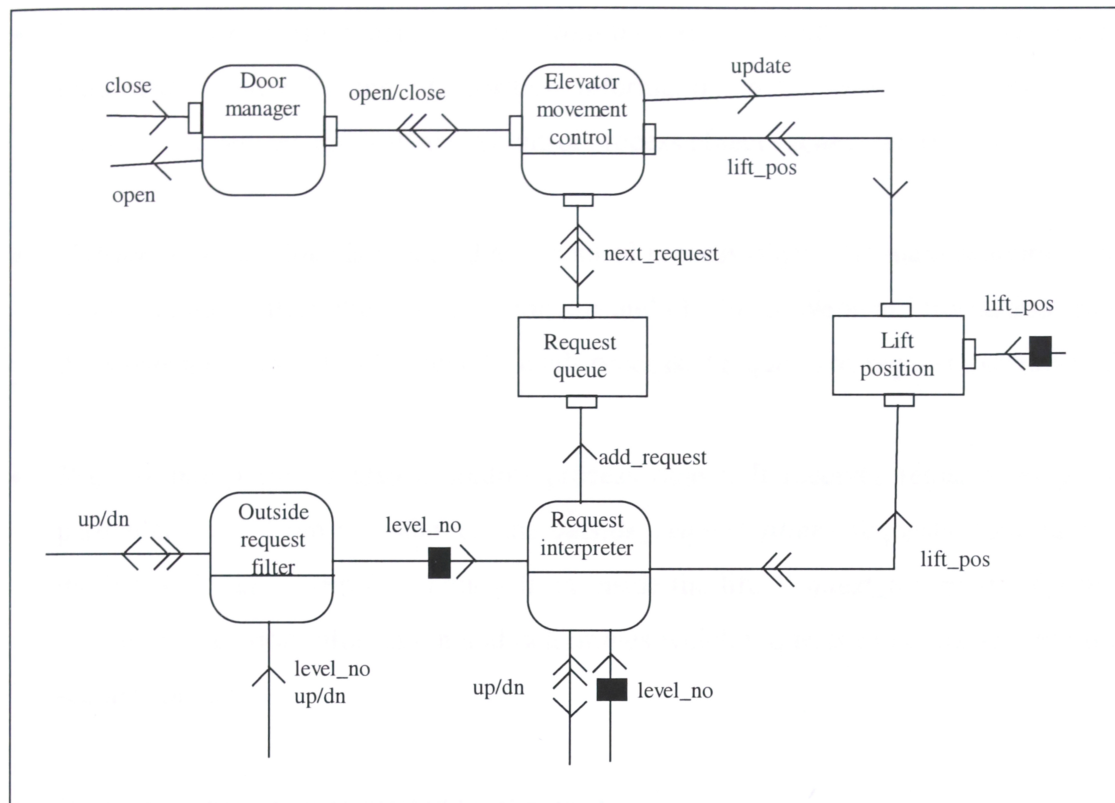 close
Door
manager
open/close
Elevator
movement
control
update
open
lift_pos
next_request
Request
queue
lift_pos
Lift
position
add_request
up/dn
Outside
request
filter
level_no
Request
interpreter
lift_pos
level_no
up/dn
up/dn
level_no